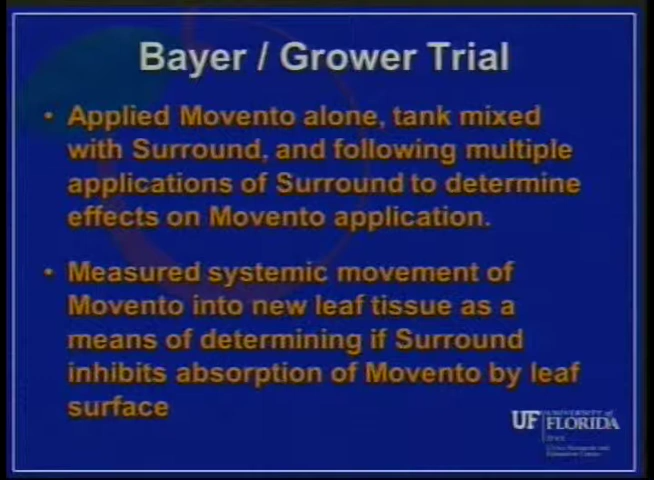 Bayer / Grower Trial
• Applied Movento alone, tank mixed
with Surround, and following multiple
applications of Surround to determine
effects on Movento application.
• Measured systemic movement of
Movento into new leaf tissue as a
means of determining if Surround
inhibits absorption of Movento by leaf
surface
UF UNIVERSITY of
FLORIDA